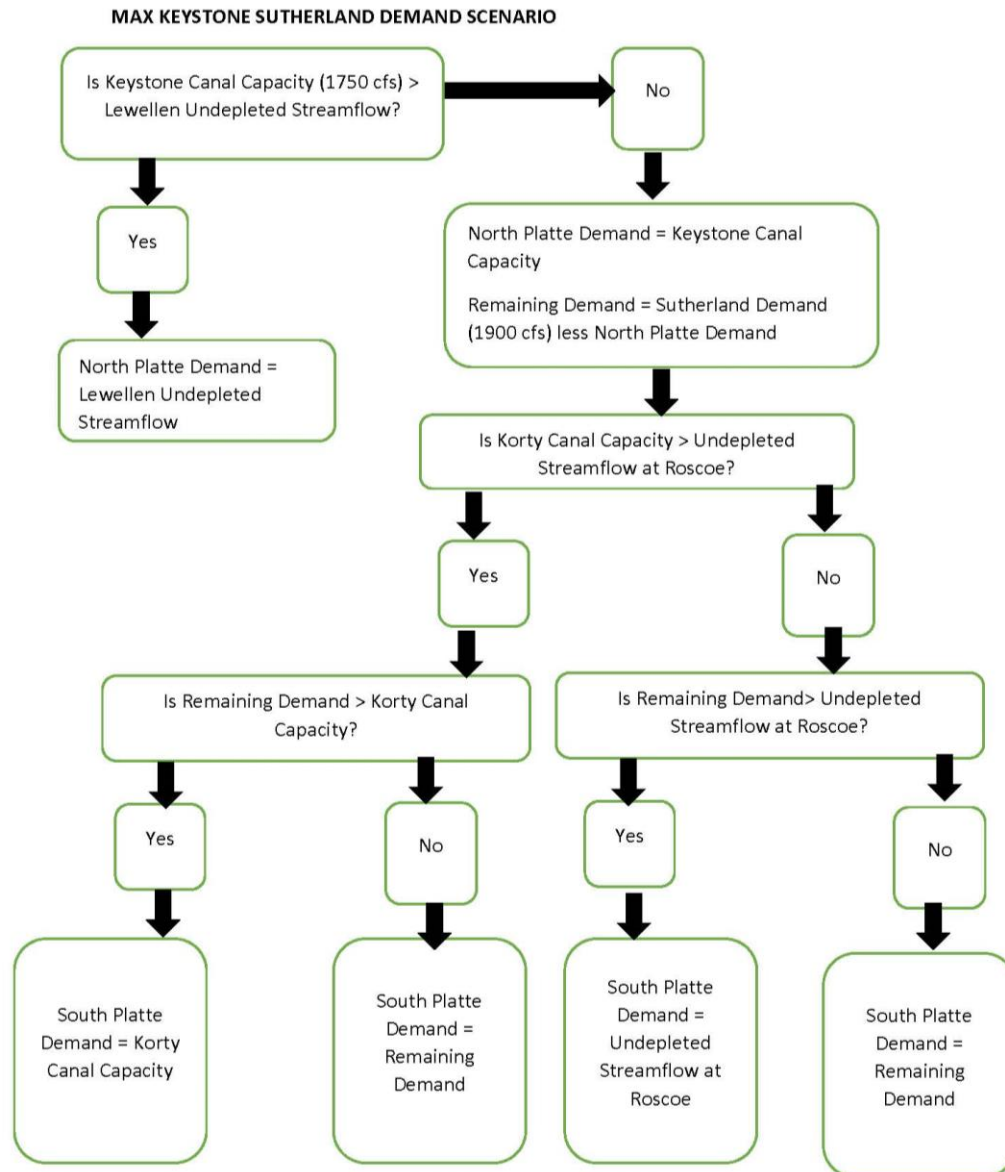 MAX KEYSTONE SUTHERLAND DEMAND SCENARIO
Is Keystone Canal Capacity (1750 cfs) >
Lewellen Undepleted Streamflow?
No
Yes
North Platte Demand = Keystone Canal
Capacity
Remaining Demand = Sutherland Demand
(1900 cfs) less North Platte Demand
North Platte Demand =
Lewellen Undepleted
Streamflow
Is Korty Canal Capacity > Undepleted
Streamflow at Roscoe?
Yes
No
Is Remaining Demand > Korty Canal
Capacity?
Is Remaining Demand> Undepleted
Streamflow at Roscoe?
Yes
No
Yes
No
South Platte
Demand = Korty
Canal Capacity
South Platte
Demand =
Remaining
Demand
South Platte
Demand =
Undepleted
Streamflow at
Roscoe
South Platte
Demand =
Remaining
Demand